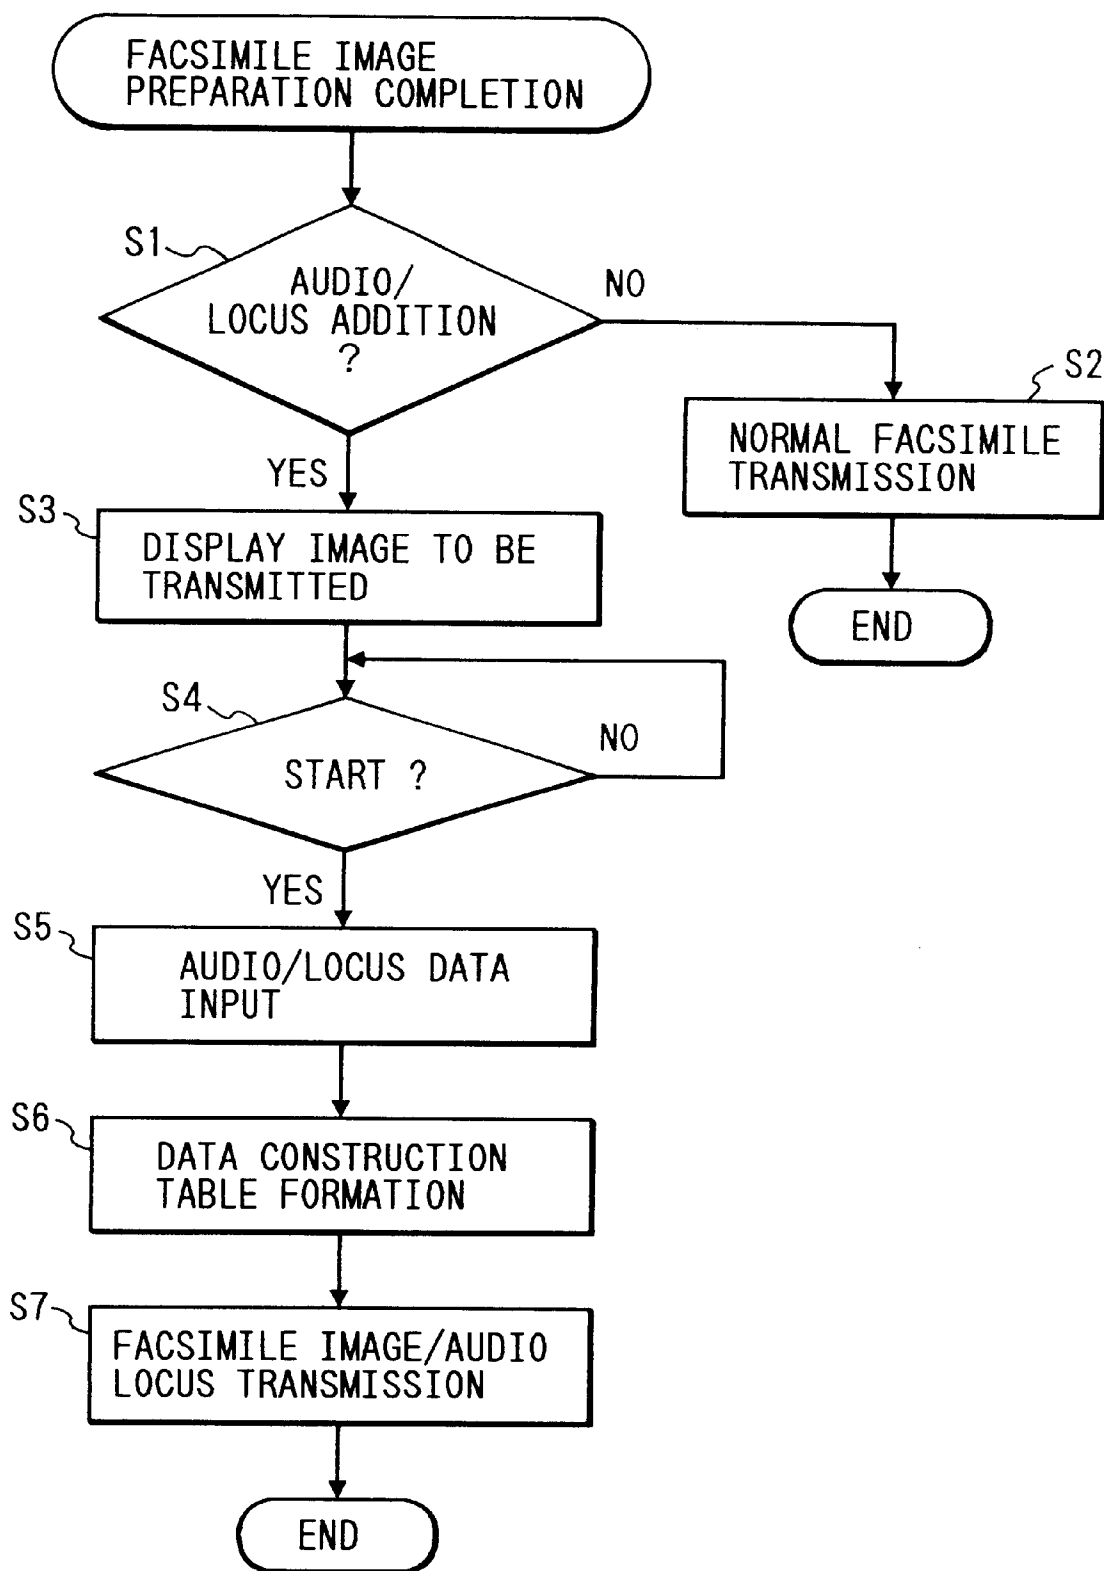 FACSIMILE IMAGE
PREPARATION COMPLETION
S1
AUDIO/
LOCUS ADDITION
?
NO
S2
NORMAL FACSIMILE
TRANSMISSION
END
YES
S3
DISPLAY IMAGE TO BE
TRANSMITTED
S4
START ?
NO
YES
S5
AUDIO/LOCUS DATA
INPUT
S6
DATA CONSTRUCTION
TABLE FORMATION
S7
FACSIMILE IMAGE/AUDIO
LOCUS TRANSMISSION
END